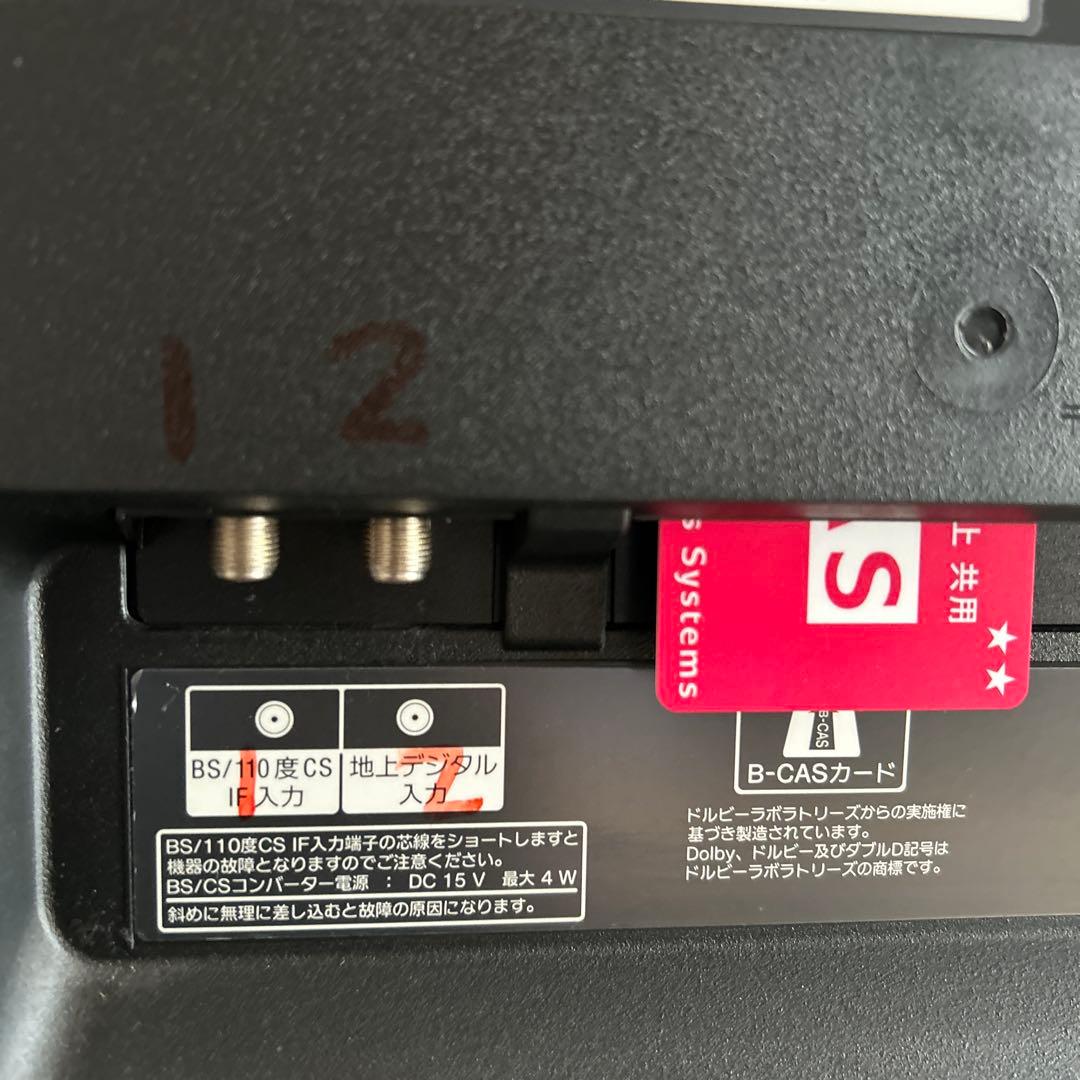 1 2
s Systems
AS
上 共用
★★
BS/110度CS
IF入力
1
地上デジタル
入力
2
B-CAS
B-CASカード
BS/110度CS IF入力端子の芯線をショートしますと
機器の故障となりますのでご注意ください。
BS/CSコンバーター電源 : DC 15 V 最大 4 W
斜めに無理に差し込むと故障の原因になります。
ドルビーラボラトリーズからの実施権に
基づき製造されています。
Dolby、ドルビー及びダブルD記号は
ドルビーラボラトリーズの商標です。